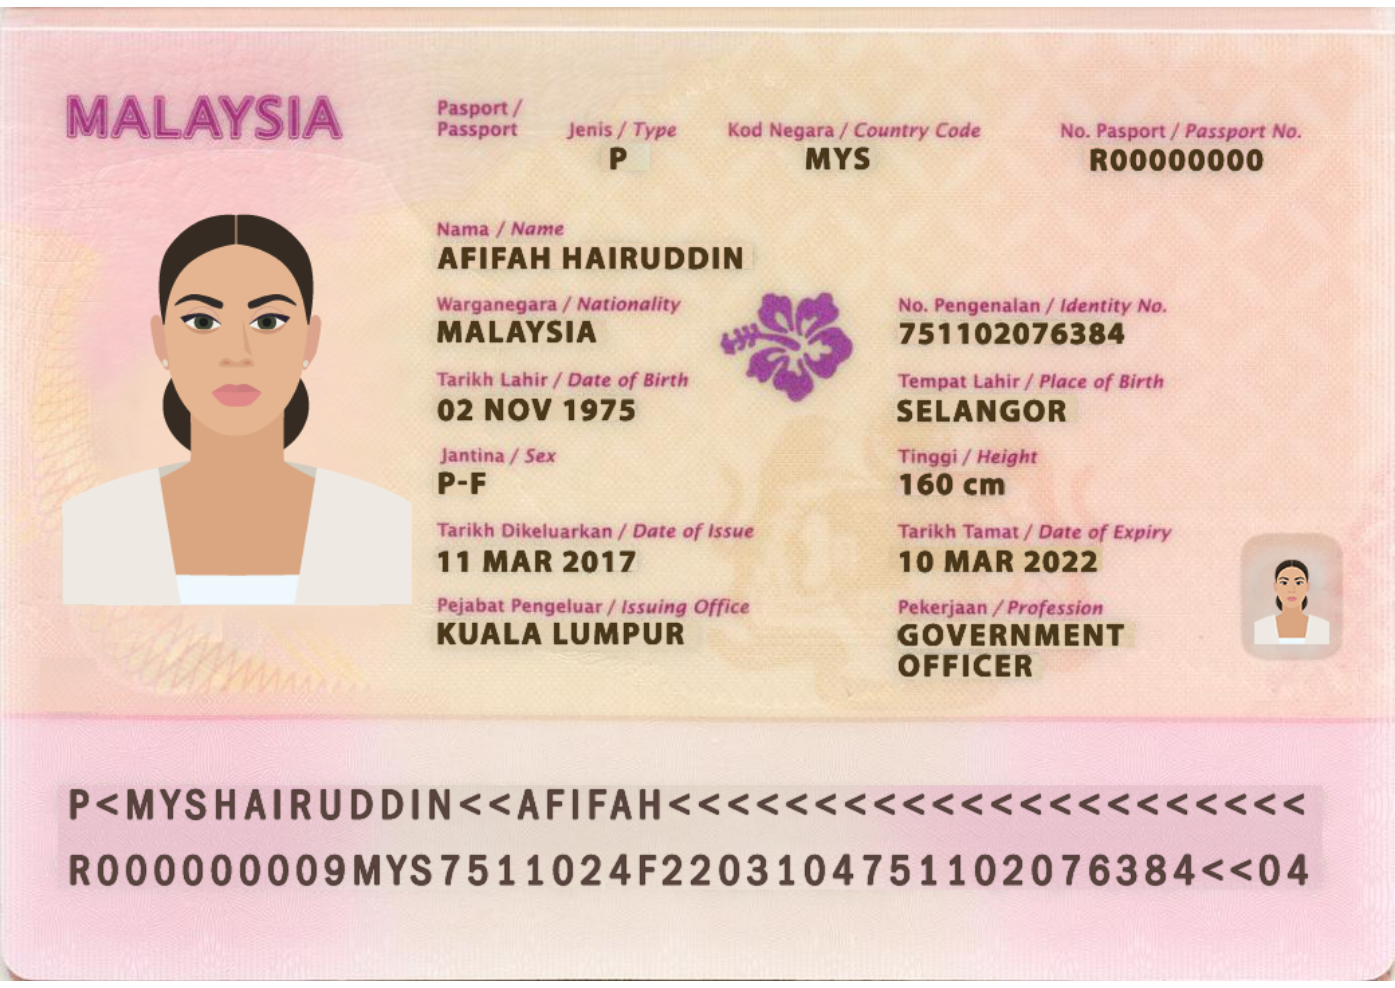 MALAYSIA
Pasport /
Passport
Jenis / Type
P
Kod Negara / Country Code
MYS
No. Pasport / Passport No.
R00000000
Nama / Name
AFIFAH HAIRUDDIN
Warganegara / Nationality
MALAYSIA
No. Pengenalan / Identity No.
751102076384
Tarikh Lahir / Date of Birth
02 NOV 1975
Tempat Lahir / Place of Birth
SELANGOR
Jantina / Sex
P-F
Tinggi / Height
160 cm
Tarikh Dikeluarkan / Date of Issue
11 MAR 2017
Tarikh Tamat / Date of Expiry
10 MAR 2022
Pejabat Pengeluar / Issuing Office
KUALA LUMPUR
Pekerjaan / Profession
GOVERNMENT
OFFICER
P<MYSHAIRUDDIN<<AFIFAH<<<<<<<<<<<<<<<<<<<<<<
R000000009MYS7511024F2203104751102076384<<04